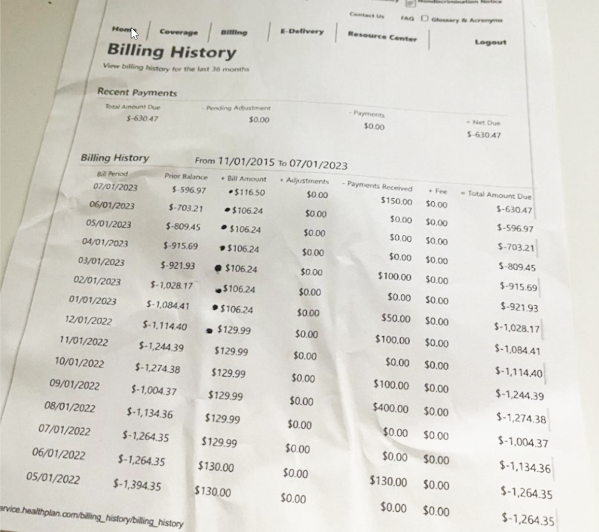 Nondiscrimination Notice
Contact Us FAQ Glossary & Acronyms
Home Coverage Billing E-Delivery Resource Center Logout
Billing History
View billing history for the last 36 months
Recent Payments
Total Amount Due - Pending Adjustment - Payments = Net Due
$-630.47 $0.00 $0.00 $-630.47
Billing History From 11/01/2015 To 07/01/2023
Bill Period Prior Balance + Bill Amount + Adjustments - Payments Received + Fee = Total Amount Due
07/01/2023 $-596.97 $116.50 $0.00 $150.00 $0.00 $-630.47
06/01/2023 $-703.21 $106.24 $0.00 $0.00 $0.00 $-596.97
05/01/2023 $-809.45 $106.24 $0.00 $0.00 $0.00 $-703.21
04/01/2023 $-915.69 $106.24 $0.00 $0.00 $0.00 $-809.45
03/01/2023 $-921.93 $106.24 $0.00 $100.00 $0.00 $-915.69
02/01/2023 $-1,028.17 $106.24 $0.00 $0.00 $0.00 $-921.93
01/01/2023 $-1,084.41 $106.24 $0.00 $50.00 $0.00 $-1,028.17
12/01/2022 $-1,114.40 $129.99 $0.00 $100.00 $0.00 $-1,084.41
11/01/2022 $-1,244.39 $129.99 $0.00 $0.00 $0.00 $-1,114.40
10/01/2022 $-1,274.38 $129.99 $0.00 $100.00 $0.00 $-1,244.39
09/01/2022 $-1,004.37 $129.99 $0.00 $400.00 $0.00 $-1,274.38
08/01/2022 $-1,134.36 $129.99 $0.00 $0.00 $0.00 $-1,004.37
07/01/2022 $-1,264.35 $129.99 $0.00 $0.00 $0.00 $-1,134.36
06/01/2022 $-1,264.35 $130.00 $0.00 $130.00 $0.00 $-1,264.35
05/01/2022 $-1,394.35 $130.00 $0.00 $0.00 $0.00 $-1,264.35
ervice.healthplan.com/billing_history/billing_history